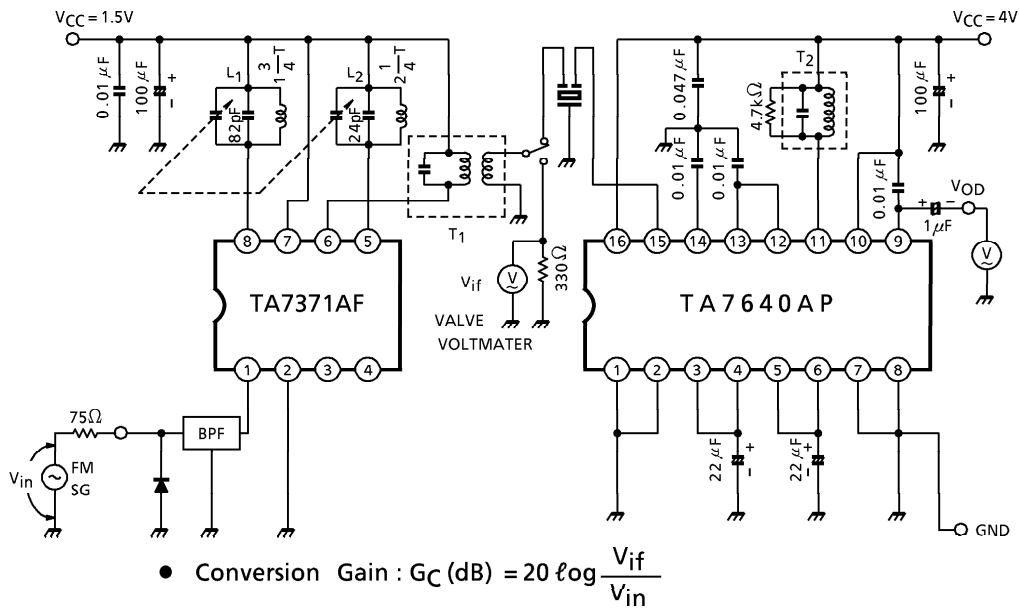 VCC = 1.5V
VCC = 4V
0.01 μF
100 μF
+
-
L1
1 3/4 T
82pF
L2
2 1/4 T
24pF
T1
0.047 μF
0.01 μF
0.01 μF
T2
4.7kΩ
0.01 μF
100 μF
+
-
+
-
1μF
VOD
V
8
7
6
5
TA7371AF
1
2
3
4
Vif
V
330Ω
VALVE
VOLTMATER
16
15
14
13
12
11
10
9
TA7640AP
1
2
3
4
5
6
7
8
75Ω
BPF
Vin
FM
SG
22 μF
+
-
22 μF
+
-
GND
● Conversion Gain : GC (dB) = 20 ℓog Vif / Vin